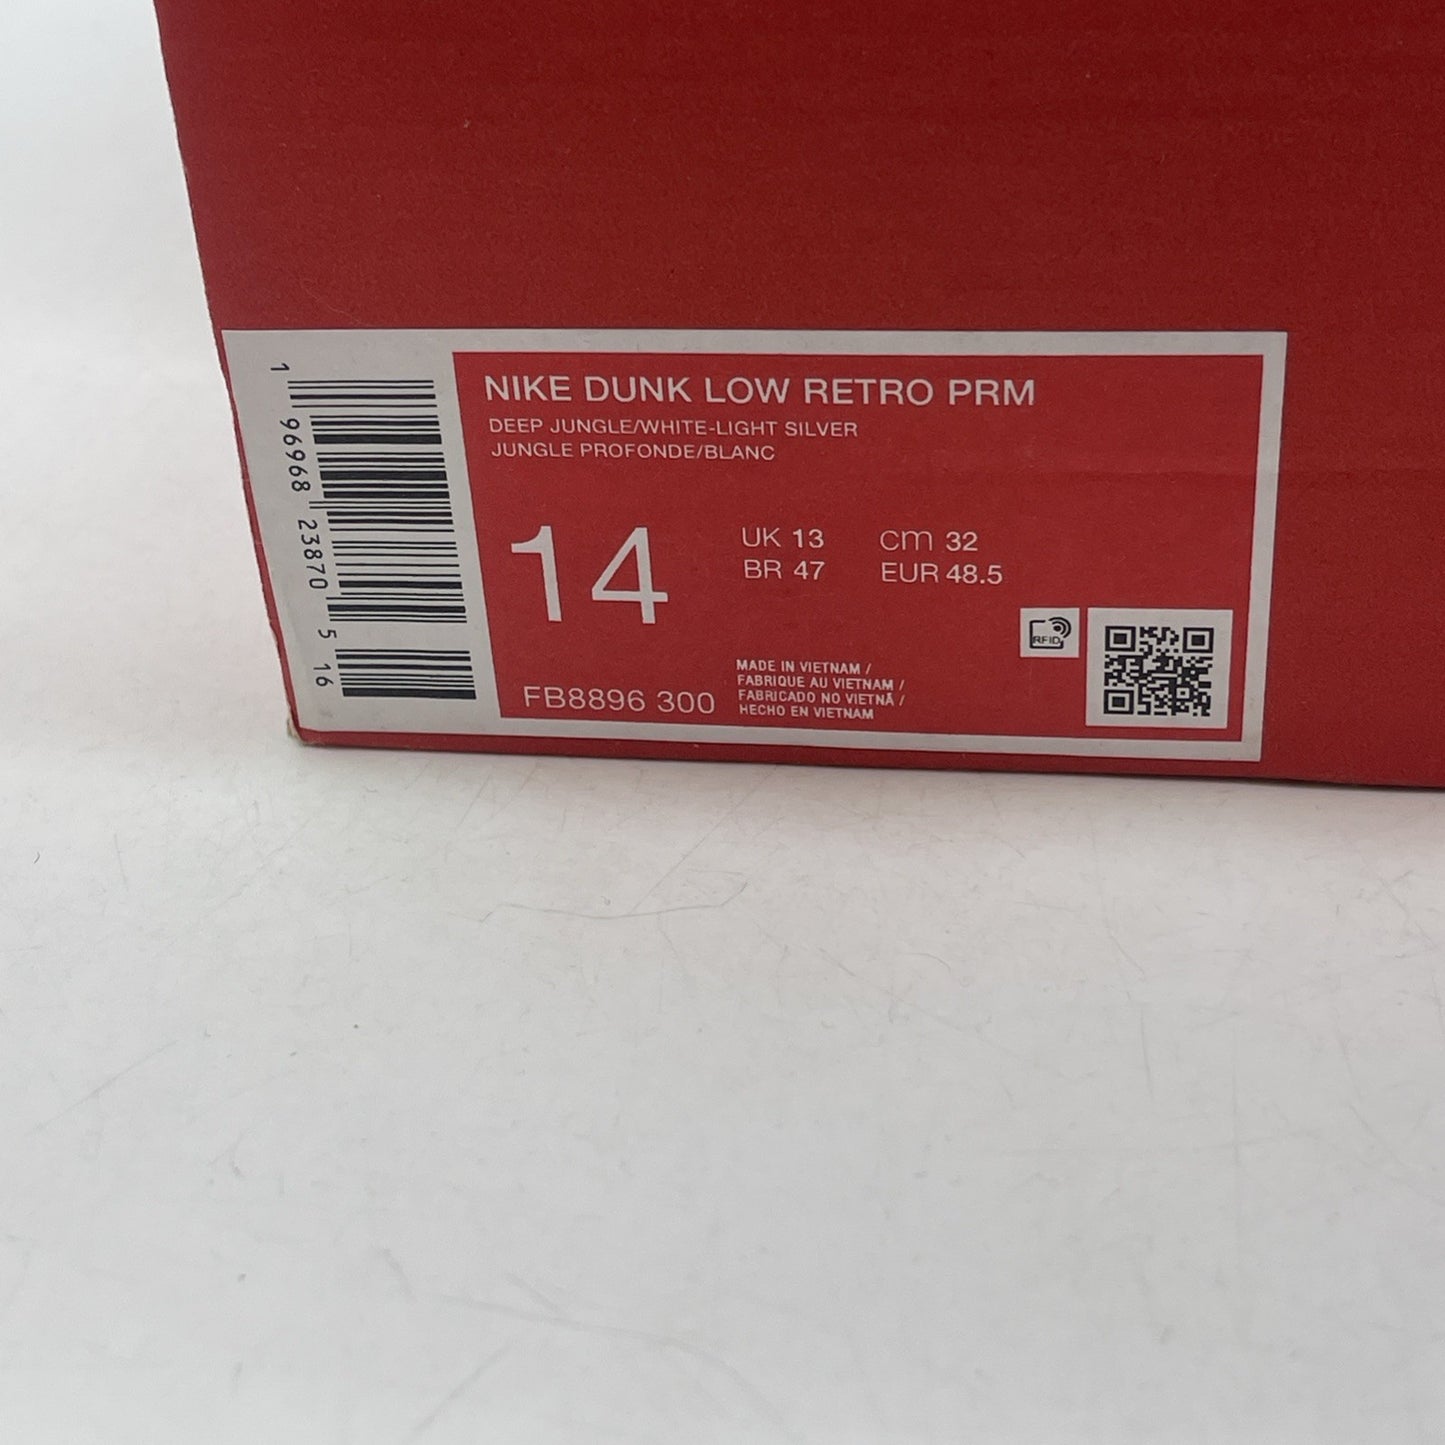 NIKE DUNK LOW RETRO PRM
DEEP JUNGLE/WHITE-LIGHT SILVER
JUNGLE PROFONDE/BLANC
14
UK 13
BR 47
cm 32
EUR 48.5
FB8896 300
MADE IN VIETNAM /
FABRIQUE AU VIETNAM /
FABRICADO NO VIETNÃ /
HECHO EN VIETNAM
RFID
1 96968 23870 5 16